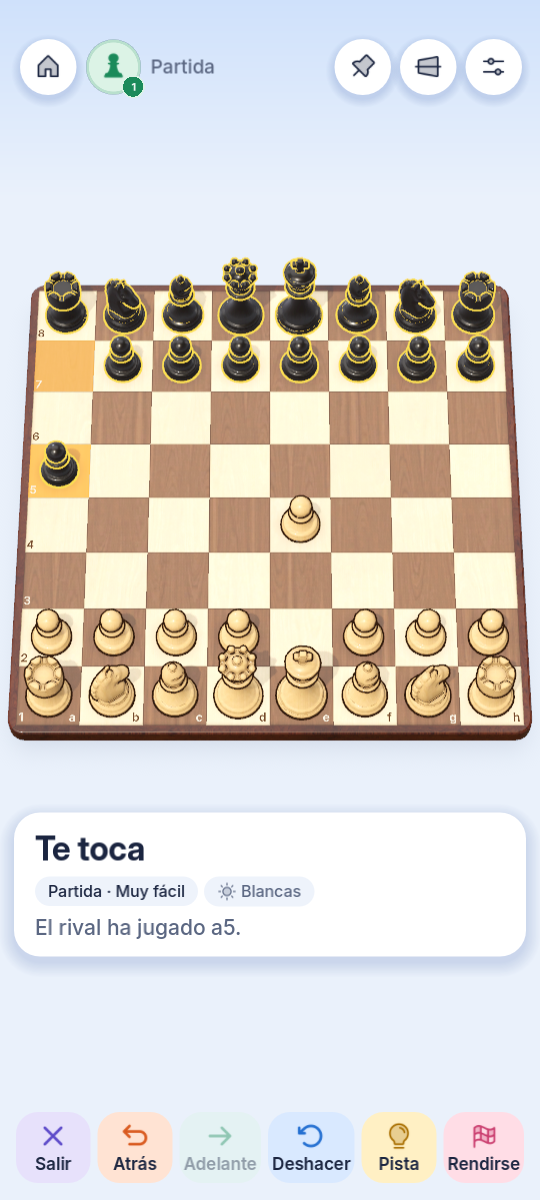 Partida
1
8
7
6
5
4
3
2
1 a b c d e f g h
Te toca
Partida · Muy fácil
Blancas
El rival ha jugado a5.
Salir
Atrás
Adelante
Deshacer
Pista
Rendirse